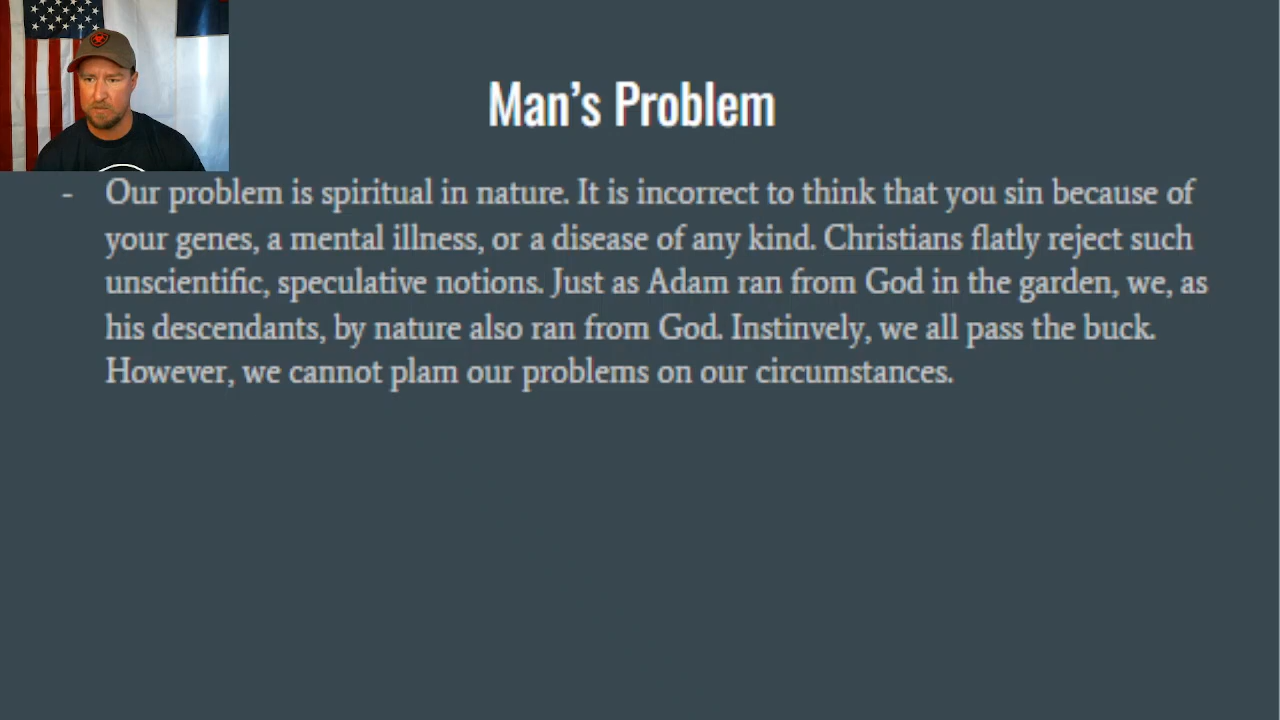 Man's Problem
- Our problem is spiritual in nature. It is incorrect to think that you sin because of
your genes, a mental illness, or a disease of any kind. Christians flatly reject such
unscientific, speculative notions. Just as Adam ran from God in the garden, we, as
his descendants, by nature also ran from God. Instinvely, we all pass the buck.
However, we cannot plam our problems on our circumstances.